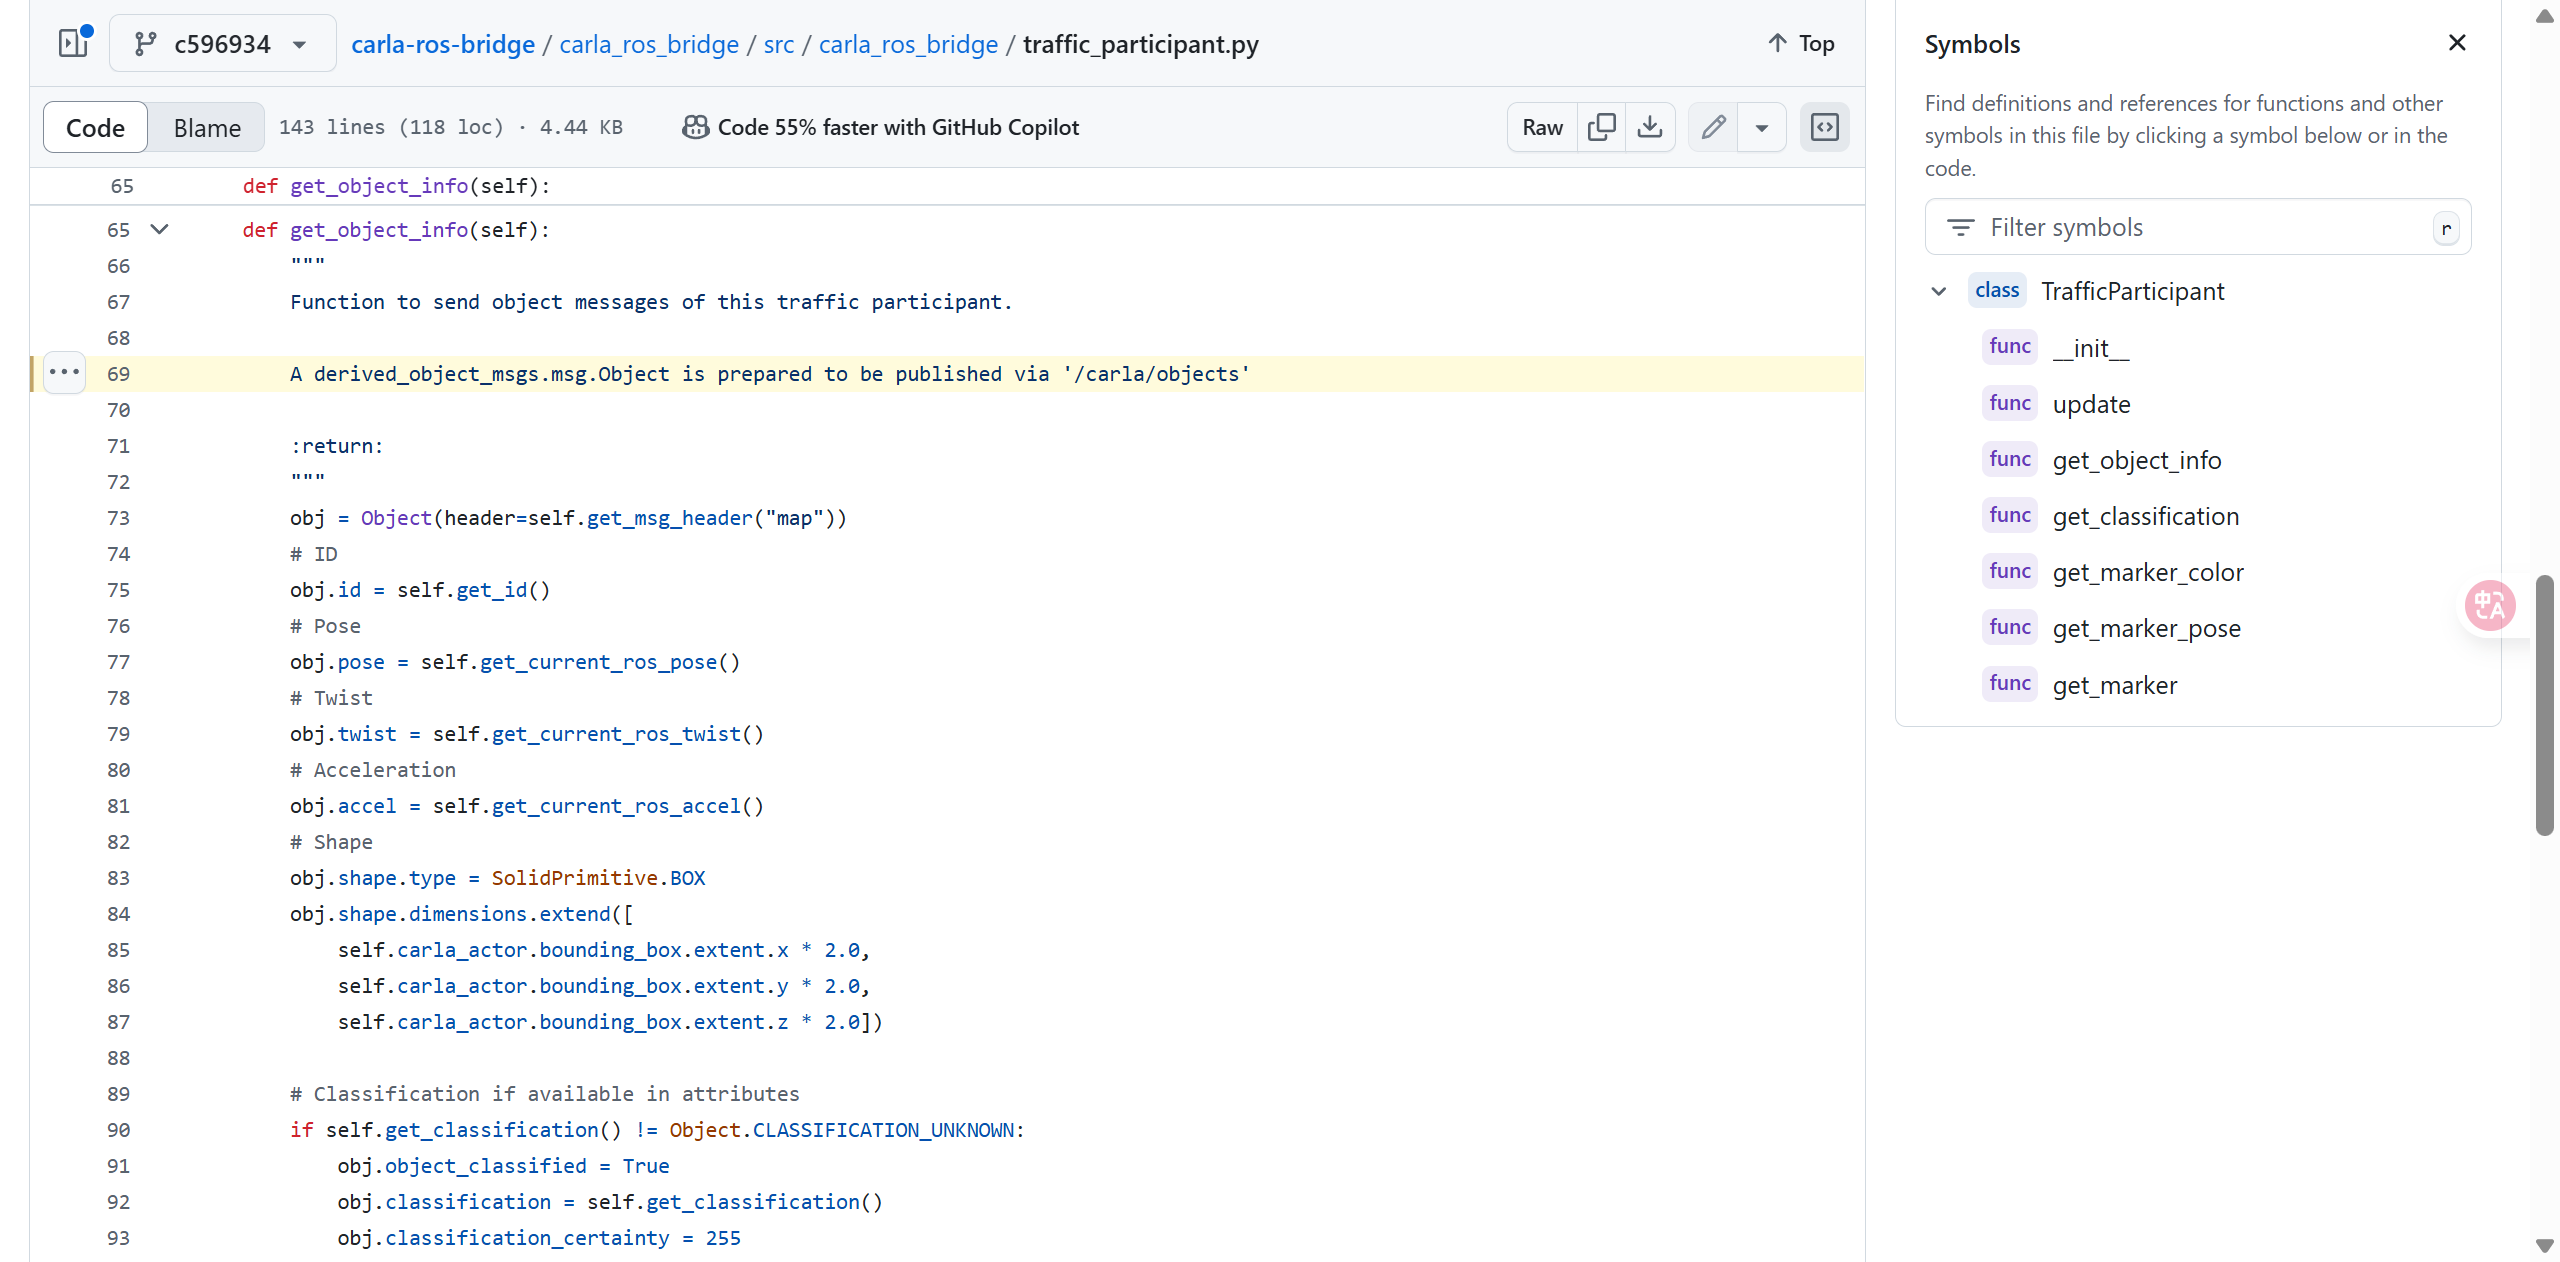 c596934
carla-ros-bridge / carla_ros_bridge / src / carla_ros_bridge / traffic_participant.py
Top
Code
Blame
143 lines (118 loc) · 4.44 KB
Code 55% faster with GitHub Copilot
Raw
65 def get_object_info(self):
65 def get_object_info(self):
66 """
67 Function to send object messages of this traffic participant.
68
69 A derived_object_msgs.msg.Object is prepared to be published via '/carla/objects'
70
71 :return:
72 """
73 obj = Object(header=self.get_msg_header("map"))
74 # ID
75 obj.id = self.get_id()
76 # Pose
77 obj.pose = self.get_current_ros_pose()
78 # Twist
79 obj.twist = self.get_current_ros_twist()
80 # Acceleration
81 obj.accel = self.get_current_ros_accel()
82 # Shape
83 obj.shape.type = SolidPrimitive.BOX
84 obj.shape.dimensions.extend([
85 self.carla_actor.bounding_box.extent.x * 2.0,
86 self.carla_actor.bounding_box.extent.y * 2.0,
87 self.carla_actor.bounding_box.extent.z * 2.0])
88
89 # Classification if available in attributes
90 if self.get_classification() != Object.CLASSIFICATION_UNKNOWN:
91 obj.object_classified = True
92 obj.classification = self.get_classification()
93 obj.classification_certainty = 255
Symbols
Find definitions and references for functions and other
symbols in this file by clicking a symbol below or in the
code.
Filter symbols
r
class TrafficParticipant
func __init__
func update
func get_object_info
func get_classification
func get_marker_color
func get_marker_pose
func get_marker
中A